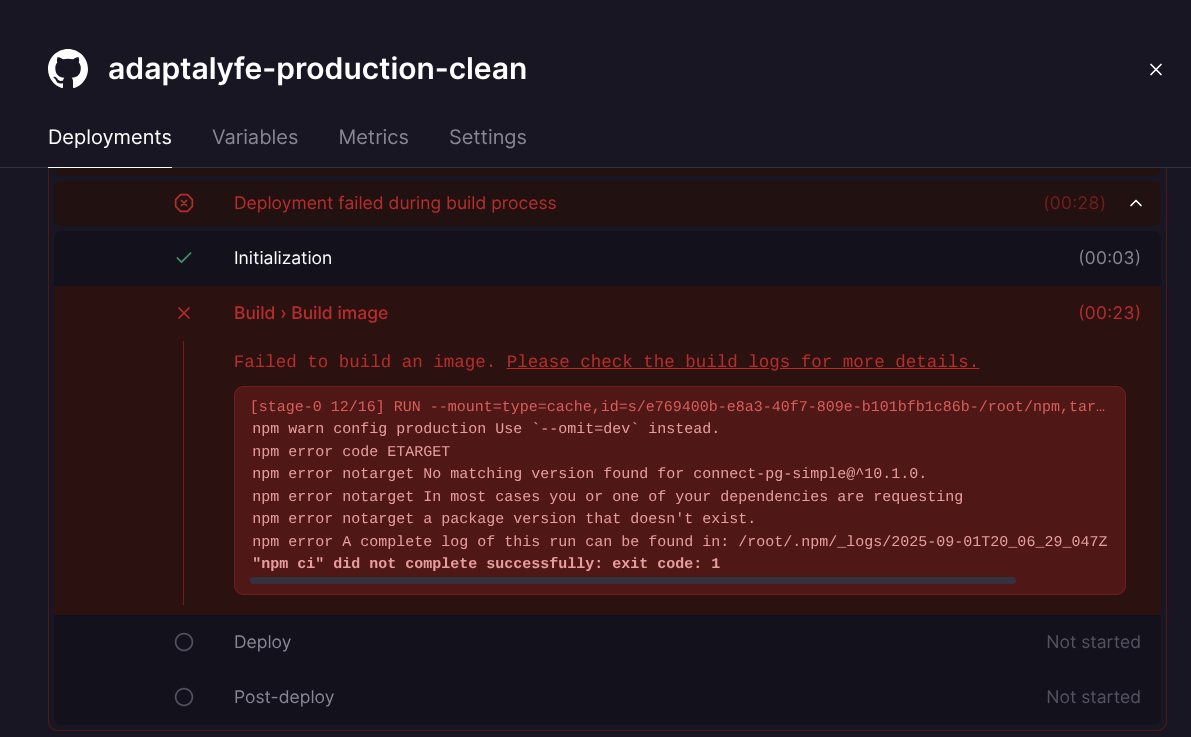 adaptalyfe-production-clean
Deployments Variables Metrics Settings
Deployment failed during build process (00:28)
Initialization (00:03)
Build › Build image (00:23)
Failed to build an image. Please check the build logs for more details.
[stage-0 12/16] RUN --mount=type=cache,id=s/e769400b-e8a3-40f7-809e-b101bfb1c86b-/root/npm,tar…
npm warn config production Use `--omit=dev` instead.
npm error code ETARGET
npm error notarget No matching version found for connect-pg-simple@^10.1.0.
npm error notarget In most cases you or one of your dependencies are requesting
npm error notarget a package version that doesn't exist.
npm error A complete log of this run can be found in: /root/.npm/_logs/2025-09-01T20_06_29_047Z
"npm ci" did not complete successfully: exit code: 1
Deploy Not started
Post-deploy Not started